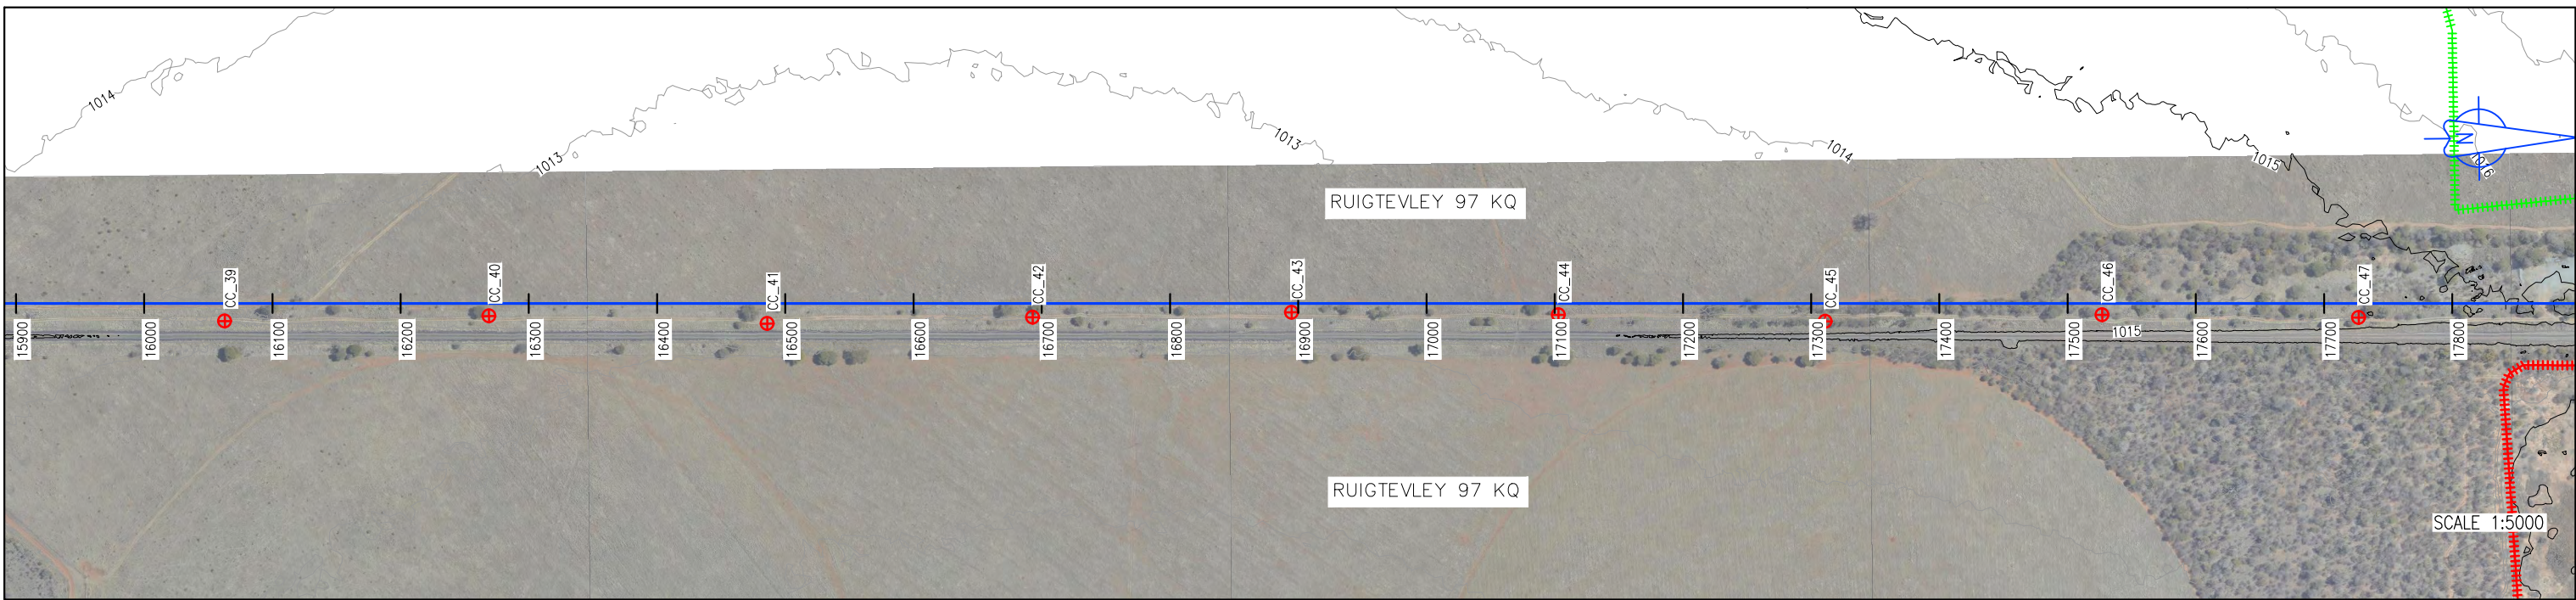 1014
1013
1013
1014
1015
1016
N
RUIGTEVLEY 97 KQ
CC_39
CC_40
CC_41
CC_42
CC_43
CC_44
CC_45
CC_46
CC_47
15900
16000
16100
16200
16300
16400
16500
16600
16700
16800
16900
17000
17100
17200
17300
17400
17500
1015
17600
17700
17800
RUIGTEVLEY 97 KQ
SCALE 1:5000